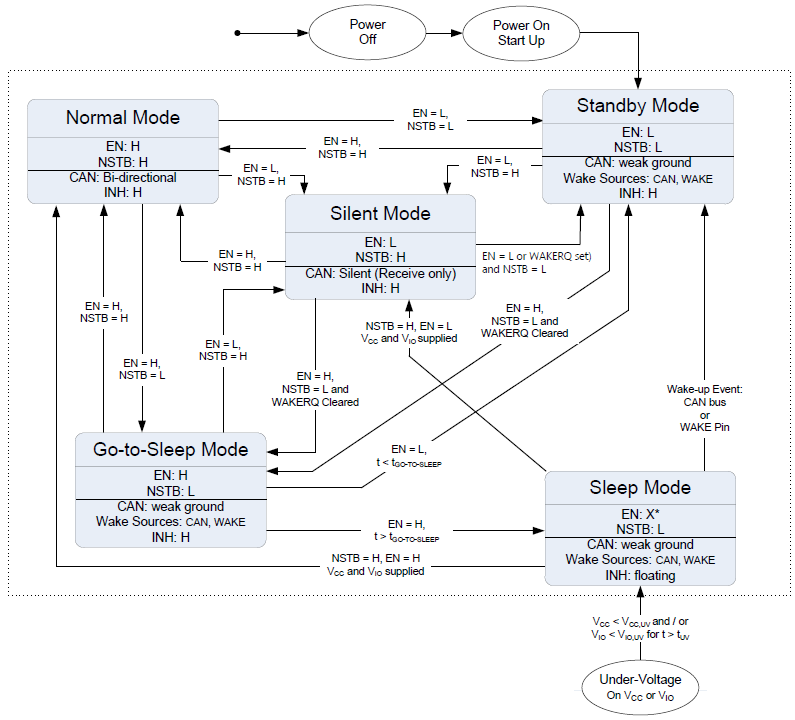 Power
Off
Power On
Start Up
Normal Mode
EN: H
NSTB: H
CAN: Bi-directional
INH: H
EN = L,
NSTB = L
EN = H,
NSTB = H
Standby Mode
EN: L
NSTB: L
CAN: weak ground
Wake Sources: CAN, WAKE
INH: H
EN = L,
NSTB = H
EN = L,
NSTB = H
Silent Mode
EN: L
NSTB: H
CAN: Silent (Receive only)
INH: H
EN = H,
NSTB = H
EN = L or WAKERQ set)
and NSTB = L
EN = H,
NSTB = H
EN = H,
NSTB = L
EN = L,
NSTB = H
EN = H,
NSTB = L and
WAKERQ Cleared
NSTB = H, EN = L
VCC and VIO supplied
EN = H,
NSTB = L and
WAKERQ Cleared
Wake-up Event:
CAN bus
or
WAKE Pin
Go-to-Sleep Mode
EN: H
NSTB: L
CAN: weak ground
Wake Sources: CAN, WAKE
INH: H
EN = L,
t < tGO-TO-SLEEP
EN = H,
t > tGO-TO-SLEEP
NSTB = H, EN = H
VCC and VIO supplied
Sleep Mode
EN: X*
NSTB: L
CAN: weak ground
Wake Sources: CAN, WAKE
INH: floating
VCC < VCC,UV and / or
VIO < VIO,UV for t > tUV
Under-Voltage
On VCC or VIO